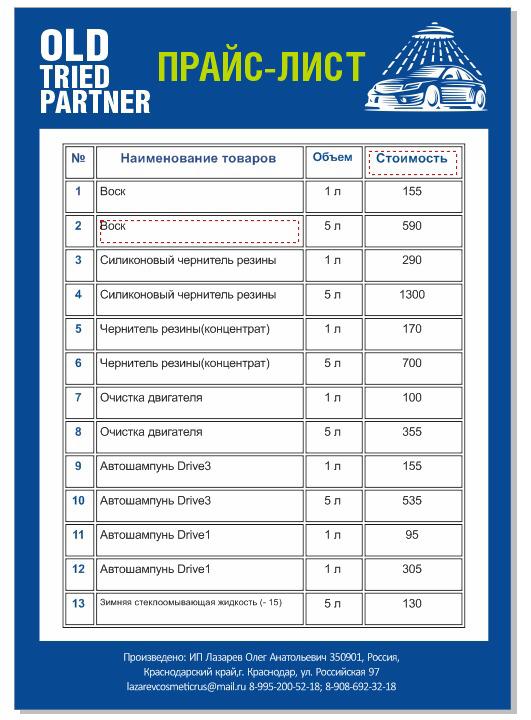 OLD
TRIED
PARTNER
ПРАЙС-ЛИСТ
№ Наименование товаров Объем Стоимость
1 Воск 1 л 155
2 Воск 5 л 590
3 Силиконовый чернитель резины 1 л 290
4 Силиконовый чернитель резины 5 л 1300
5 Чернитель резины(концентрат) 1 л 170
6 Чернитель резины(концентрат) 5 л 700
7 Очистка двигателя 1 л 100
8 Очистка двигателя 5 л 355
9 Автошампунь Drive3 1 л 155
10 Автошампунь Drive3 5 л 535
11 Автошампунь Drive1 1 л 95
12 Автошампунь Drive1 1 л 305
13 Зимняя стеклоомывающая жидкость (- 15) 5 л 130
Произведено: ИП Лазарев Олег Анатольевич 350901, Россия,
Краснодарский край,г. Краснодар, ул. Российская 97
lazarevcosmeticrus@mail.ru 8-995-200-52-18; 8-908-692-32-18